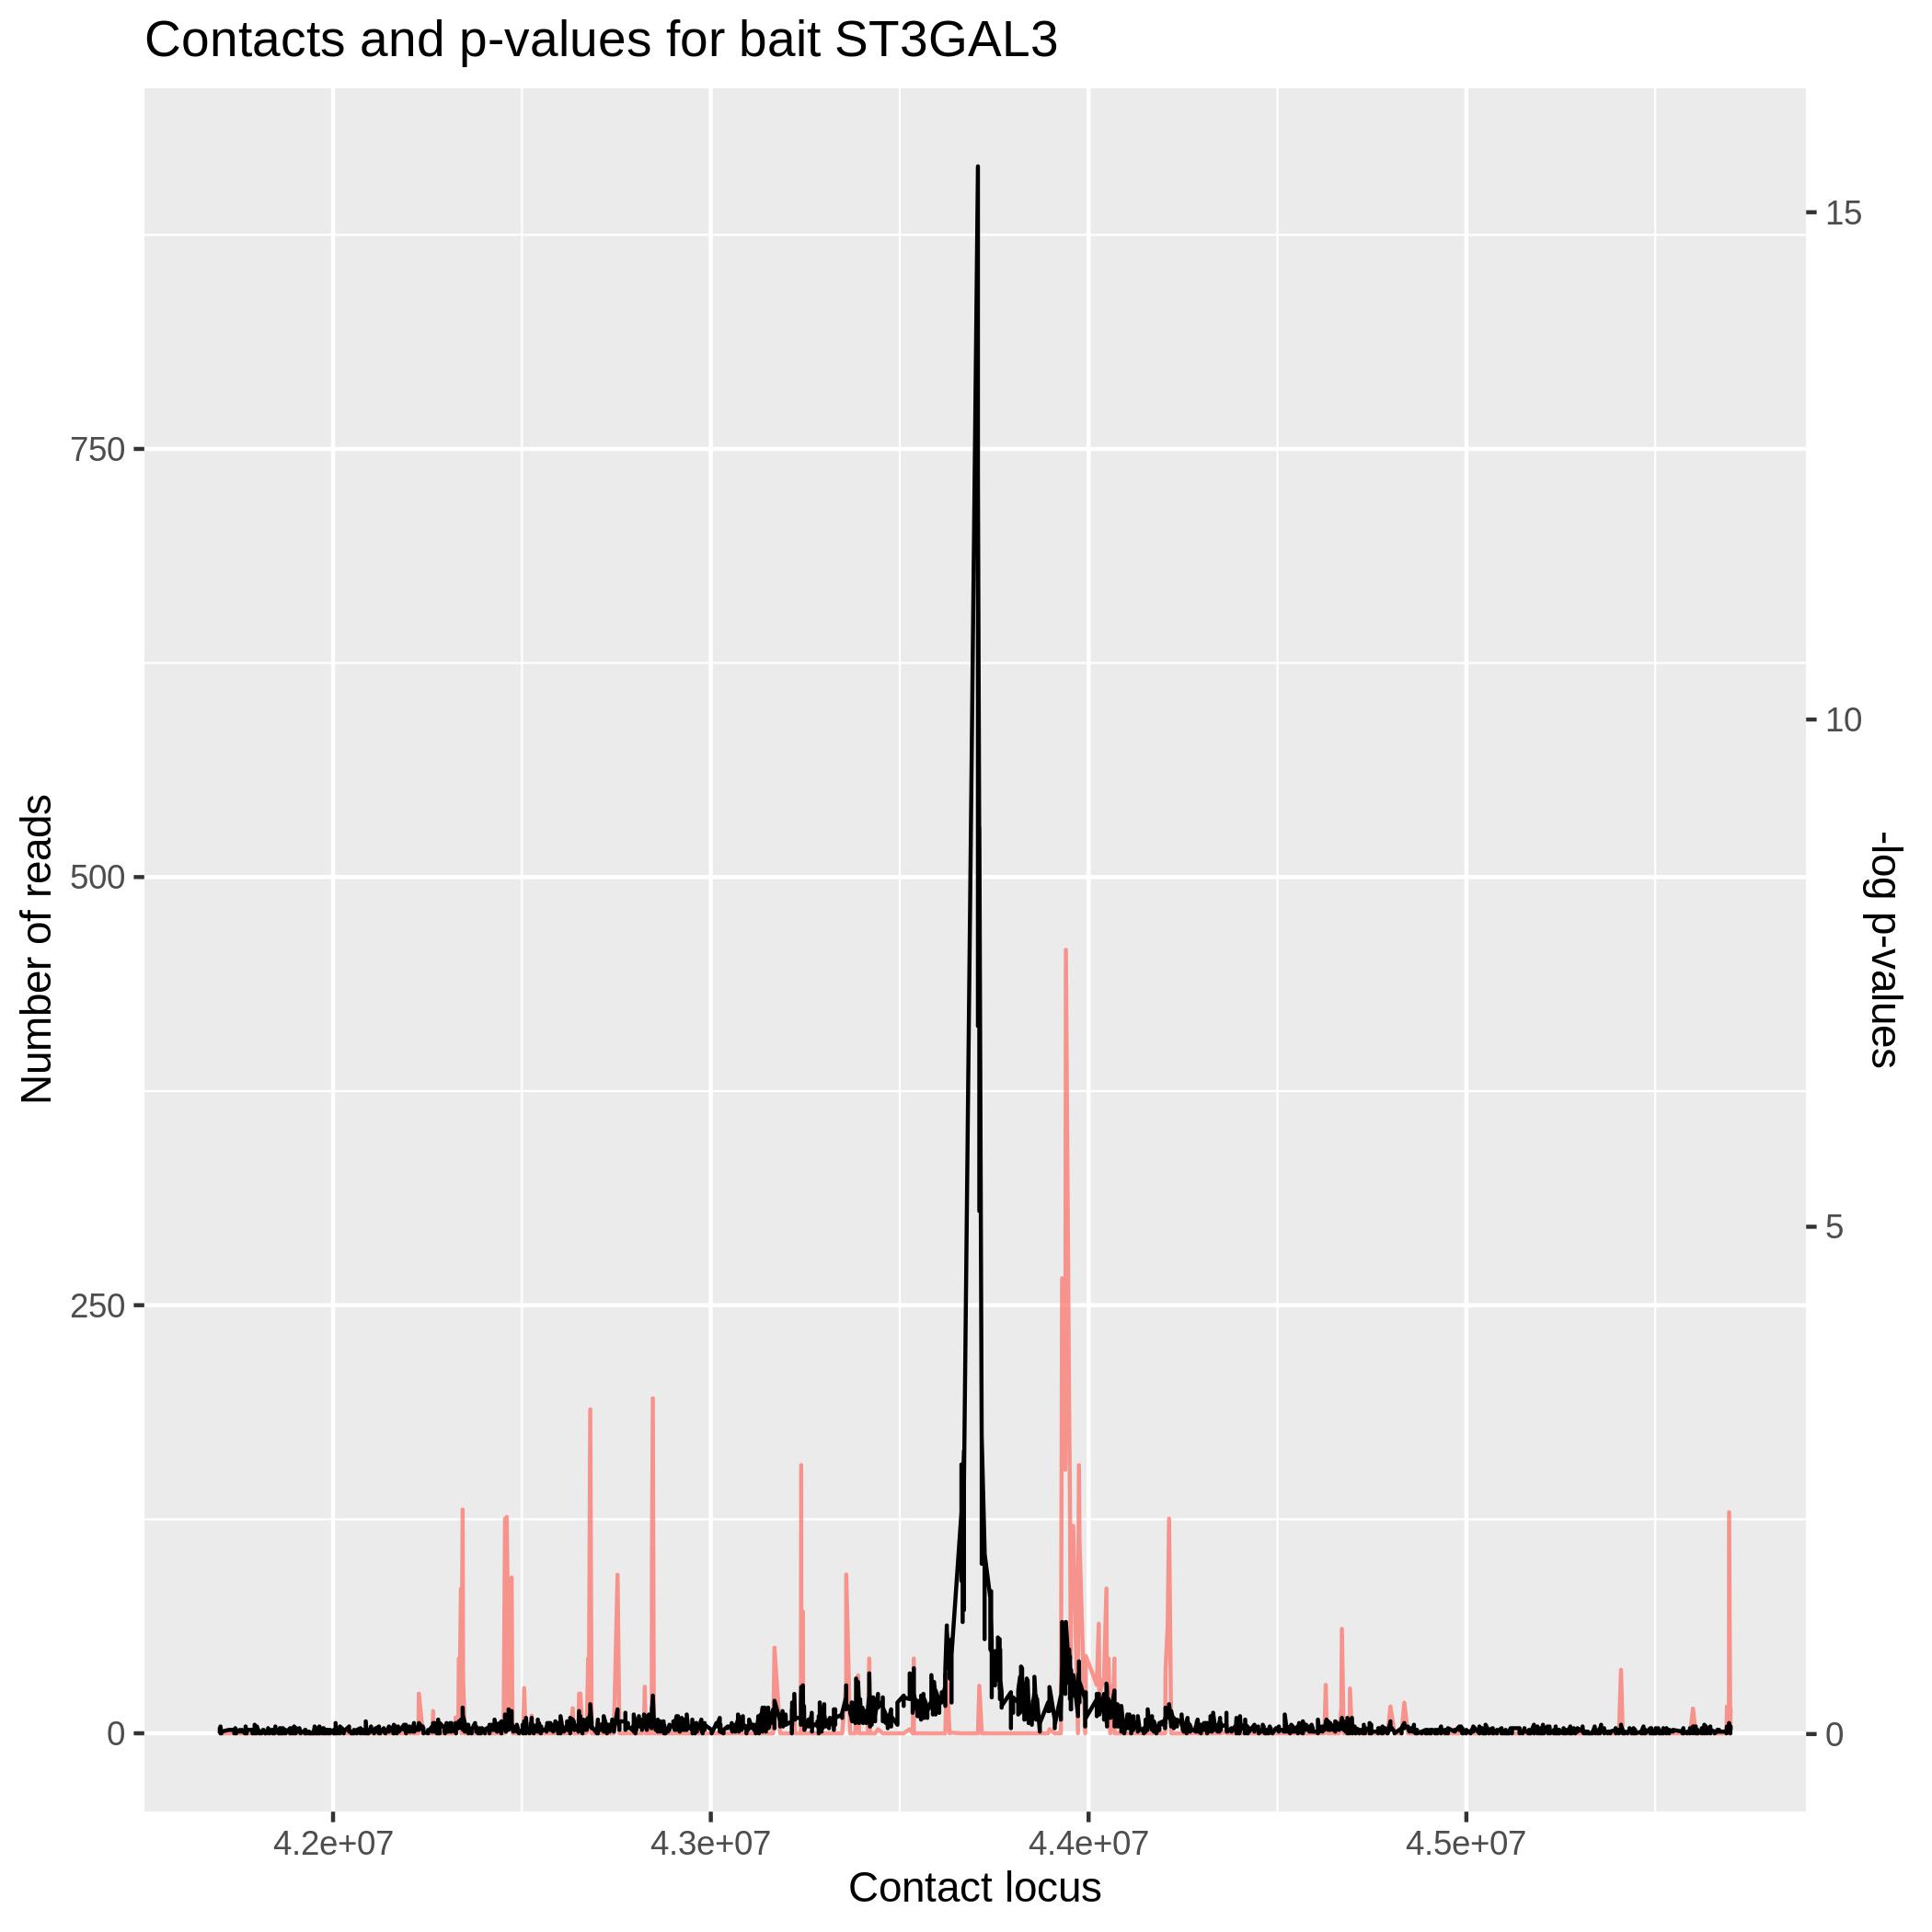 Contacts and p-values for bait ST3GAL3
Number of reads
750
500
250
0
15
10
5
0
-log p-values
4.2e+07
4.3e+07
4.4e+07
4.5e+07
Contact locus